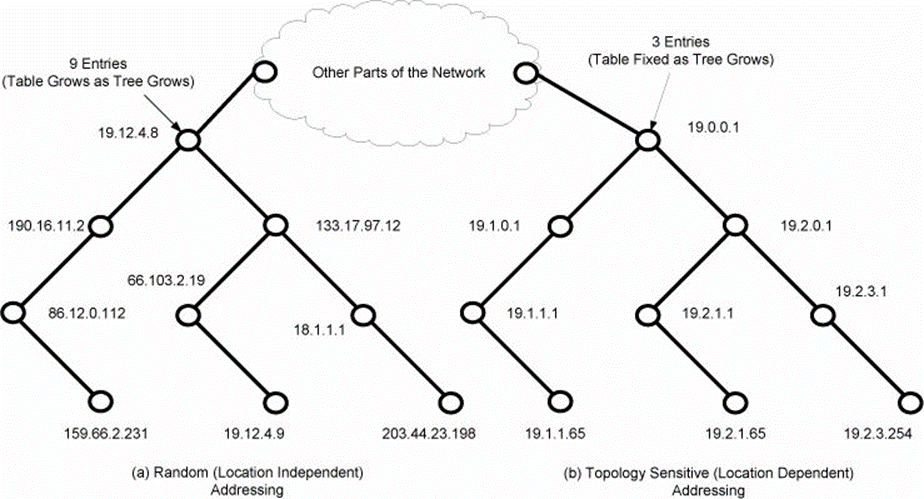 9 Entries
(Table Grows as Tree Grows)
Other Parts of the Network
3 Entries
(Table Fixed as Tree Grows)
19.12.4.8
19.0.0.1
190.16.11.2
133.17.97.12
19.1.0.1
19.2.0.1
66.103.2.19
86.12.0.112
18.1.1.1
19.1.1.1
19.2.1.1
19.2.3.1
159.66.2.231
19.12.4.9
203.44.23.198
19.1.1.65
19.2.1.65
19.2.3.254
(a) Random (Location Independent)
Addressing
(b) Topology Sensitive (Location Dependent)
Addressing